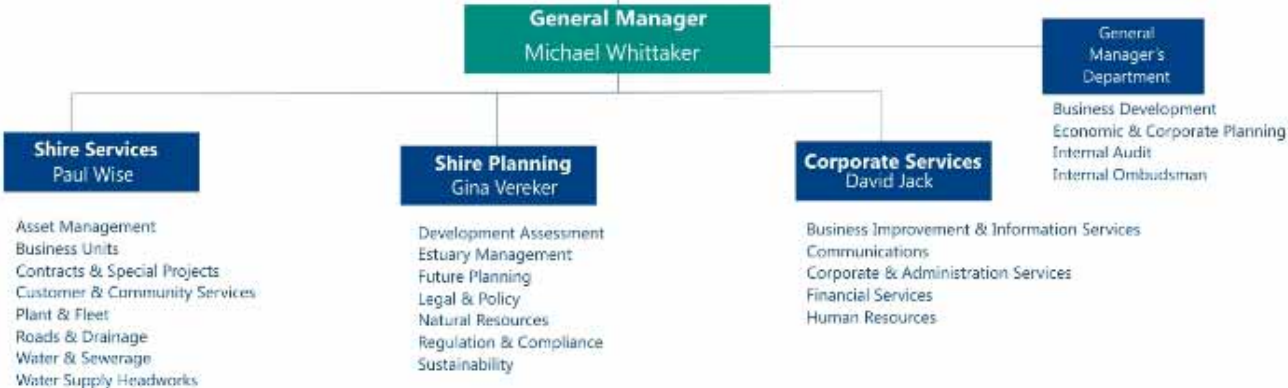 General Manager
Michael Whittaker
General
Manager's
Department
Business Development
Economic & Corporate Planning
Internal Audit
Internal Ombudsman
Shire Services
Paul Wise
Asset Management
Business Units
Contracts & Special Projects
Customer & Community Services
Plant & Fleet
Roads & Drainage
Water & Sewerage
Water Supply Headworks
Shire Planning
Gina Vereker
Development Assessment
Estuary Management
Future Planning
Legal & Policy
Natural Resources
Regulation & Compliance
Sustainability
Corporate Services
David Jack
Business Improvement & Information Services
Communications
Corporate & Administration Services
Financial Services
Human Resources